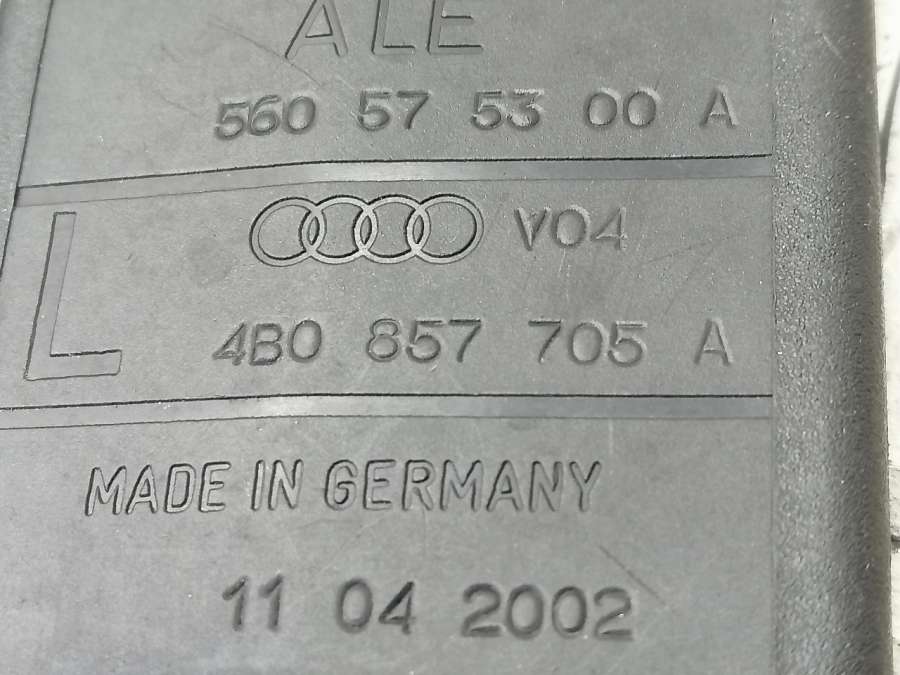 ALE
560 57 53 00 A
L
V04
4B0 857 705 A
MADE IN GERMANY
11 04 2002